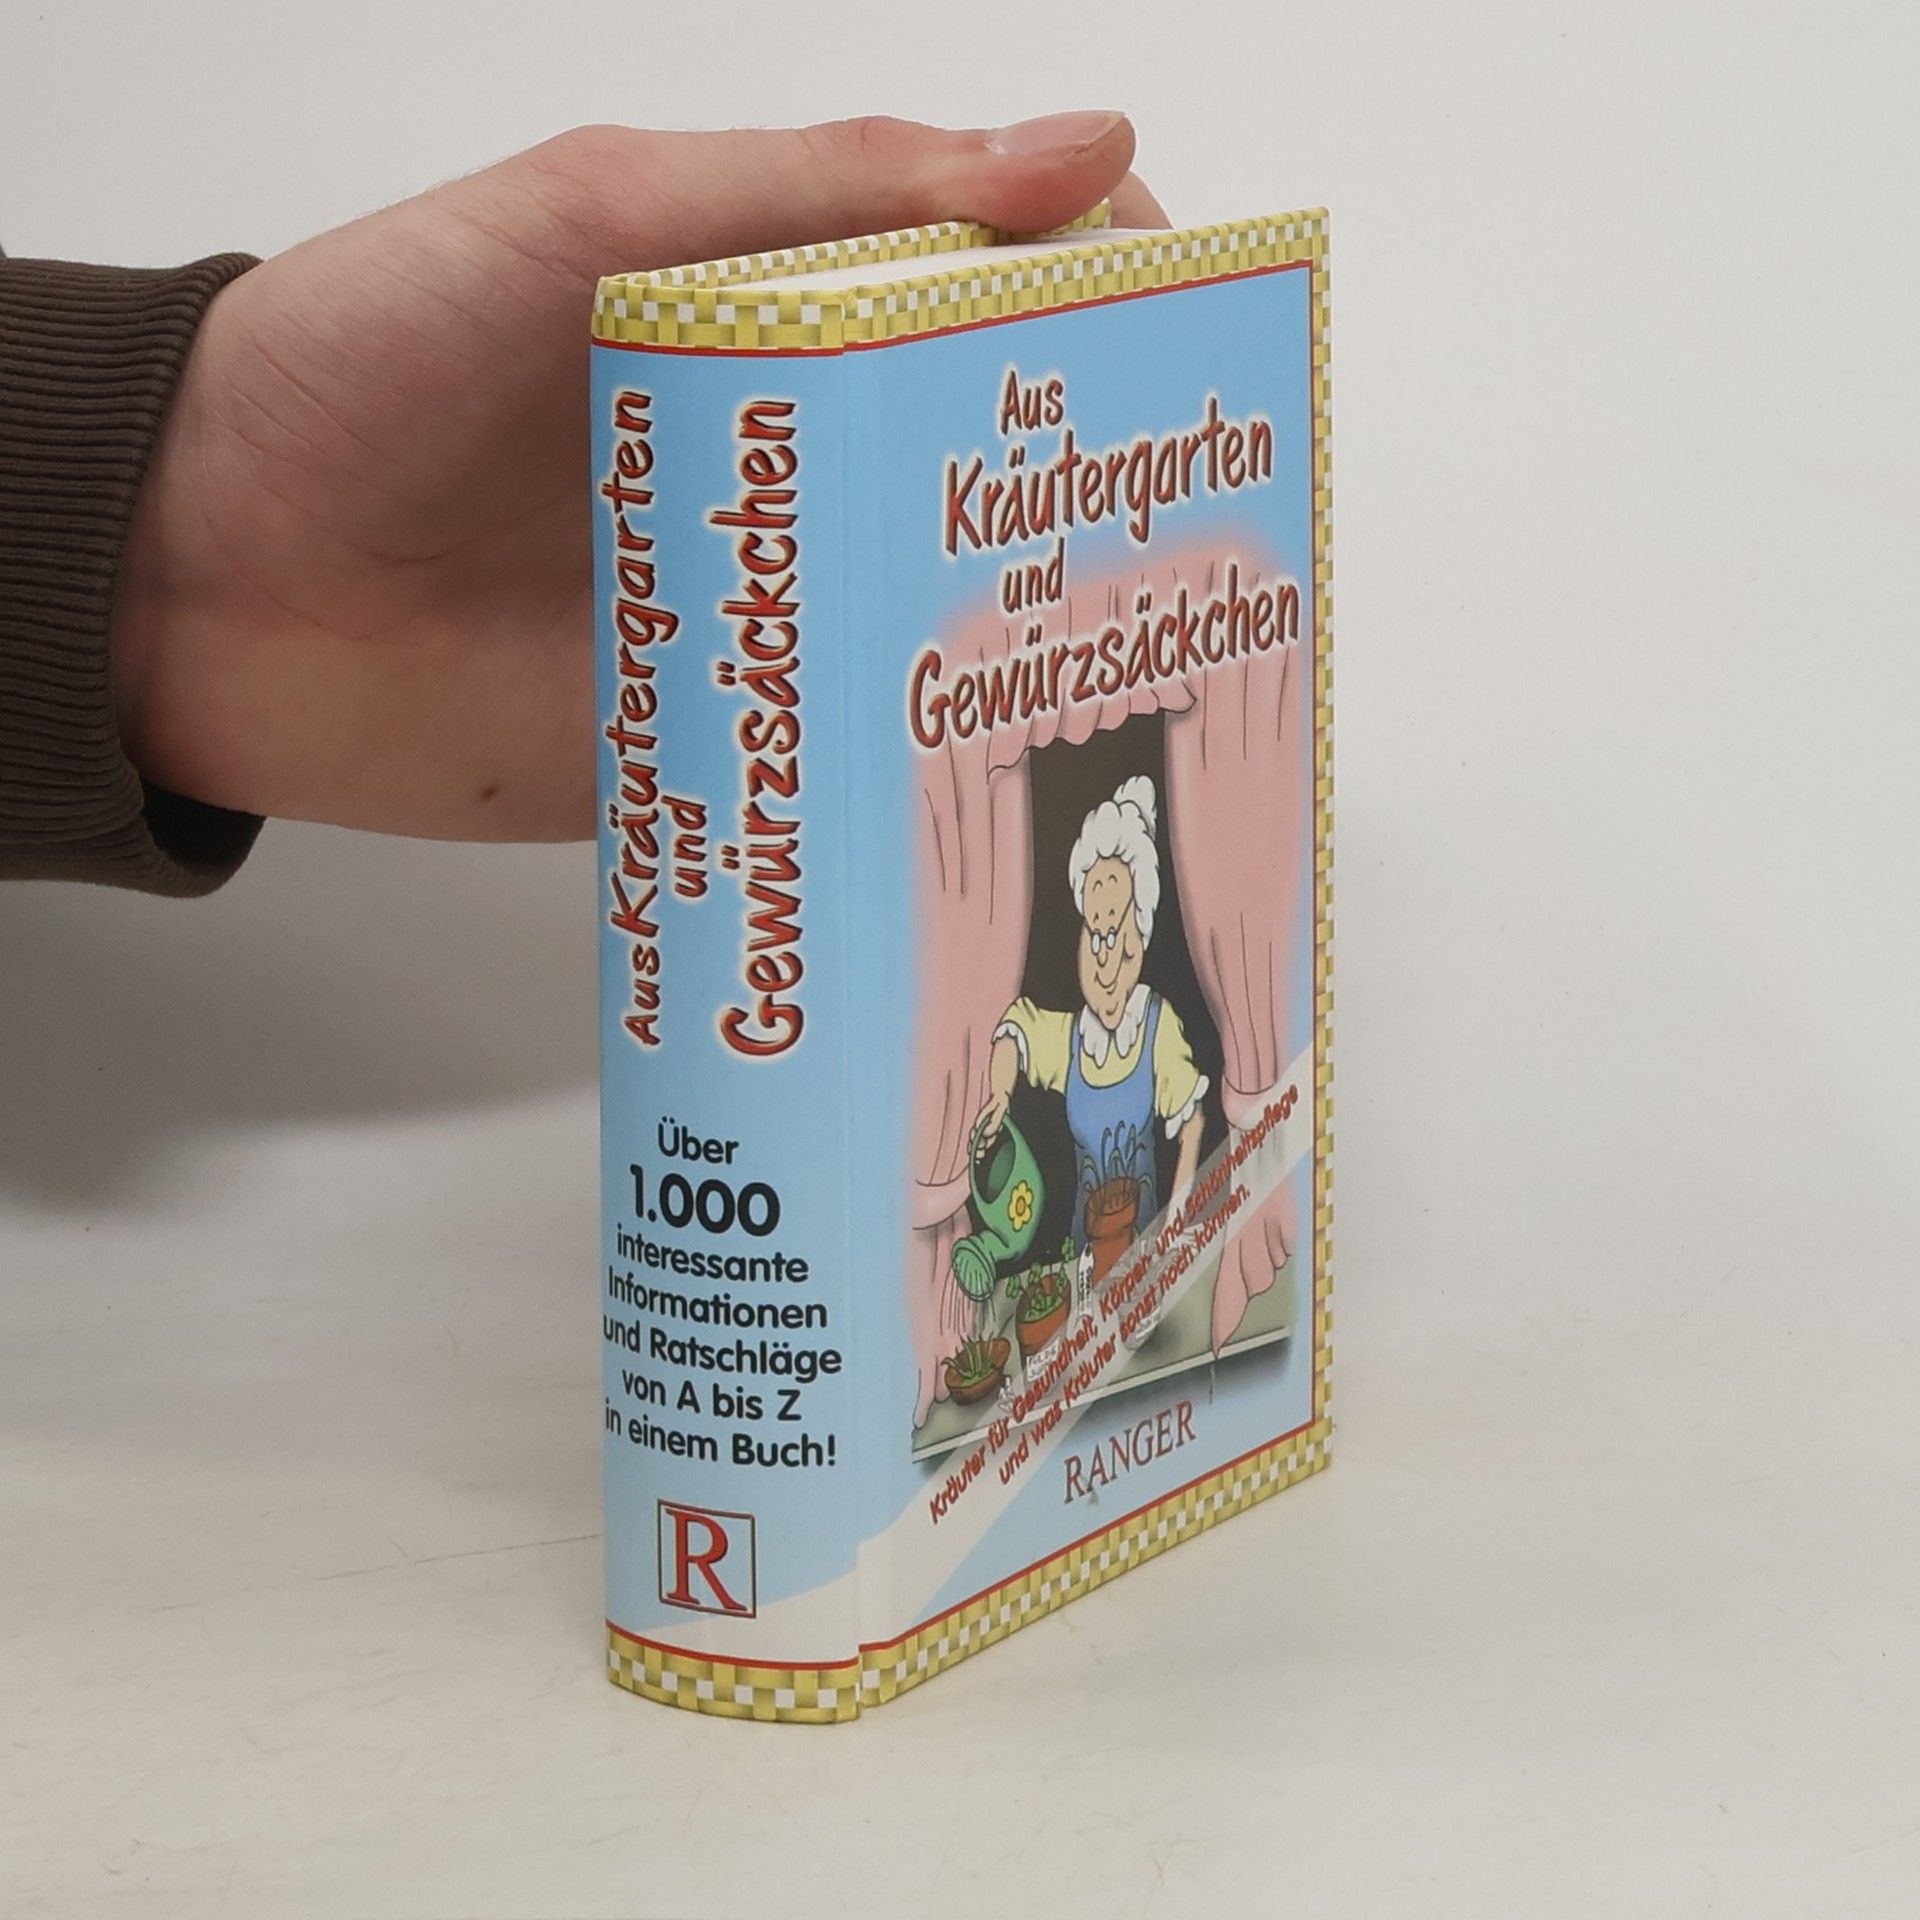 Aus Kräutergarten
und
Gewürzsäckchen
Über
1.000
interessante
Informationen
und Ratschläge
von A bis Z
in einem Buch!
R
Aus
Kräutergarten
und
Gewürzsäckchen
Kräuter für Gesundheit, Körper- und Schönheitspflege
und was Kräuter sonst noch können.
RANGER